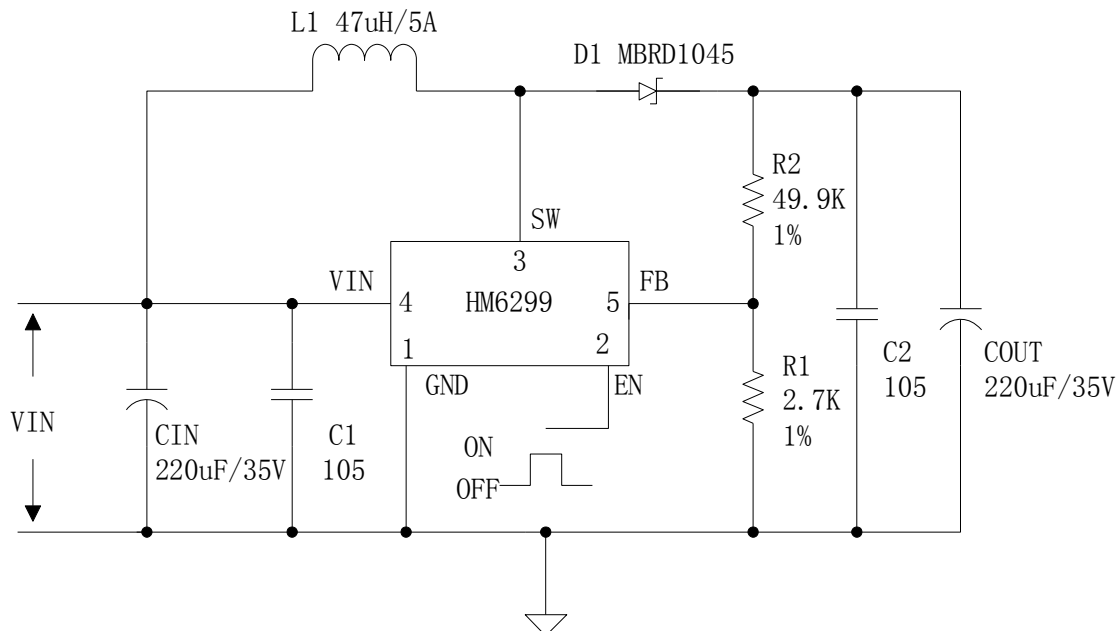 L1 47uH/5A
D1 MBRD1045
R2
49.9K
1%
SW
3
VIN
FB
4
HM6299
5
1
2
GND
EN
R1
2.7K
1%
C2
105
COUT
220uF/35V
VIN
CIN
220uF/35V
C1
105
ON
OFF